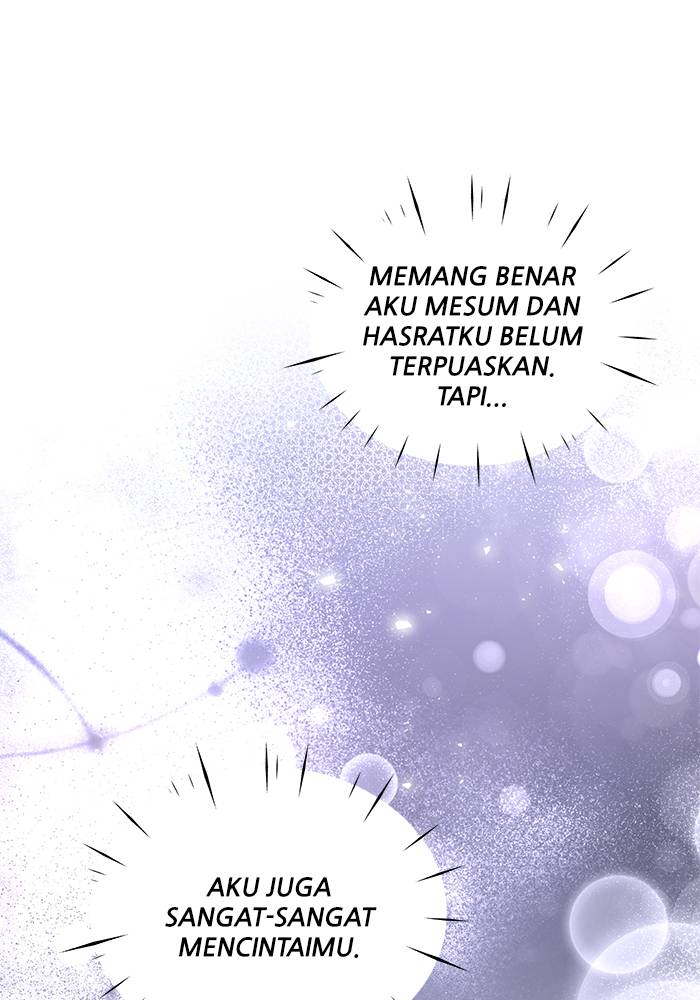 MEMANG BENAR
AKU MESUM DAN
HASRATKU BELUM
TERPUASKAN.
TAPI...
AKU JUGA
SANGAT-SANGAT
MENCINTAIMU.